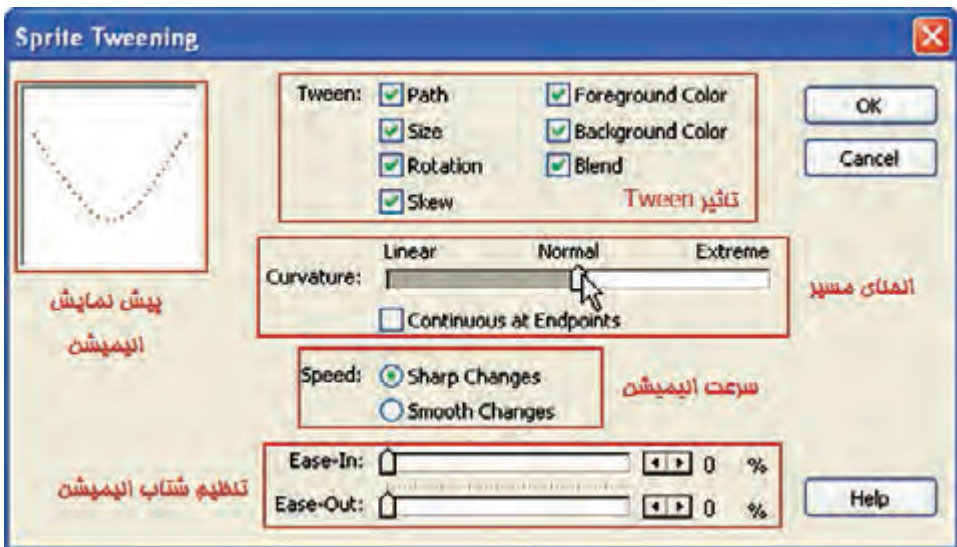 Sprite Tweening
Tween: Path Foreground Color
Size Background Color
Rotation Blend
Skew
تاثیر Tween
OK
Cancel
Linear Normal Extreme
Curvature:
Continuous at Endpoints
انحنای مسیر
پیش نمایش
انیمیشن
Speed: Sharp Changes
Smooth Changes
سرعت انیمیشن
Ease-In: 0 %
Ease-Out: 0 %
تنظیم شتاب انیمیشن
Help